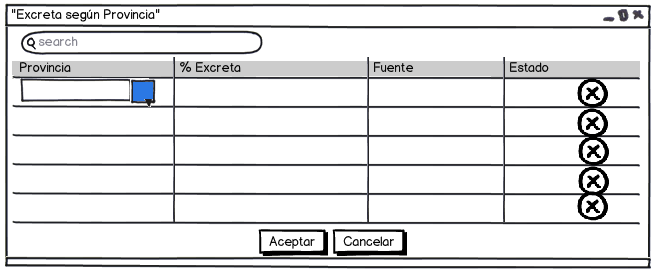 "Excreta según Provincia"
search
Provincia % Excreta Fuente Estado
Aceptar Cancelar